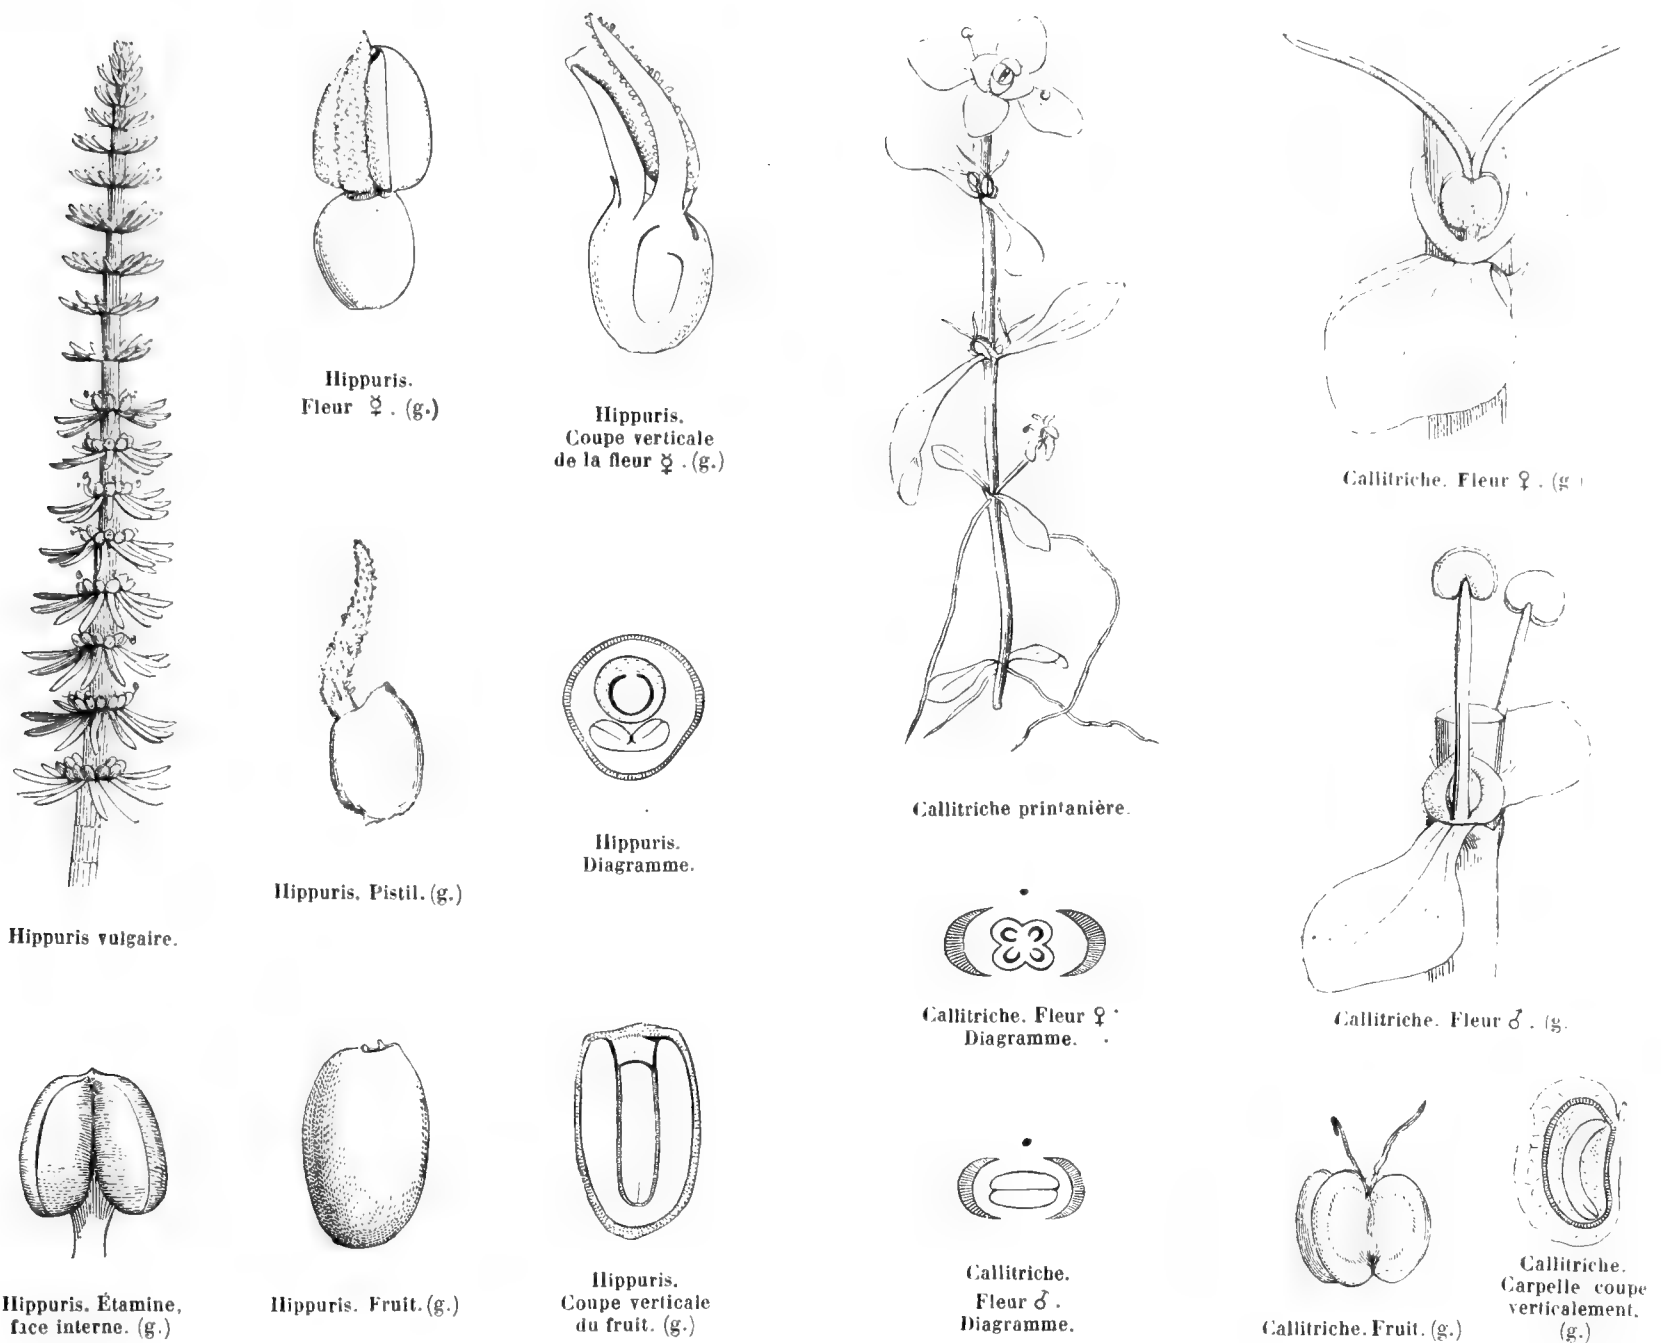 Hippuris.
Fleur ☿. (g.)
Hippuris.
Coupe verticale
de la fleur ☿. (g.)
Callitriche. Fleur ♀. (g.)
Hippuris vulgaire.
Hippuris. Pistil. (g.)
Hippuris.
Diagramme.
Callitriche printanière.
Callitriche. Fleur ♀.
Diagramme.
Callitriche. Fleur ♂. (g.
Hippuris. Étamine,
face interne. (g.)
Hippuris. Fruit. (g.)
Hippuris.
Coupe verticale
du fruit. (g.)
Callitriche.
Fleur ♂.
Diagramme.
Callitriche. Fruit. (g.)
Callitriche.
Carpelle coupe
verticalement.
(g.)